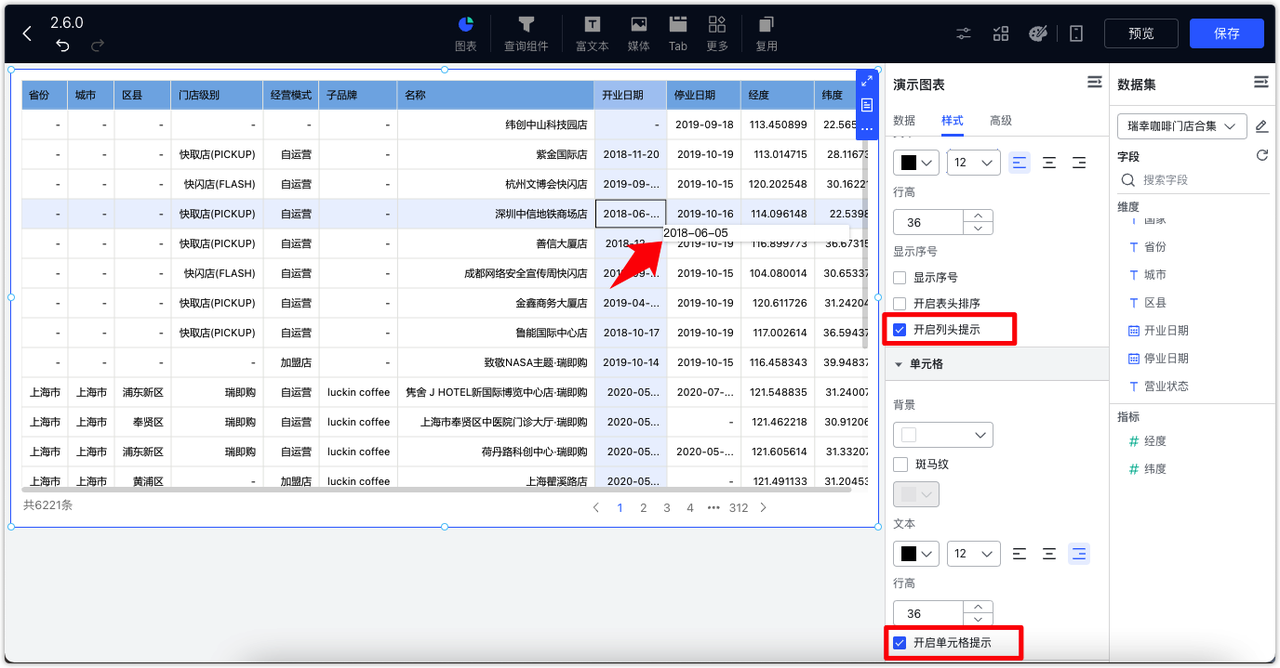 2.6.0
图表
查询组件
富文本
媒体
Tab
更多
复用
预览
保存
省份 城市 区县 门店级别 经营模式 子品牌 名称 开业日期 停业日期 经度 纬度
- - - - - - 纬创中山科技园店 - 2019-09-18 113.450899
- - - 快取店(PICKUP) 自运营 - 紫金国际店 2018-11-20 2019-10-19 113.014715 28.11673
- - - 快闪店(FLASH) 自运营 - 杭州文博会快闪店 2019-09-... 2019-10-15 120.202548 30.16221
- - - 快取店(PICKUP) 自运营 - 深圳中信地铁商场店 2018-06-... 2019-10-16 114.096148 22.5398
2018-06-05
- - - 快取店(PICKUP) 自运营 - 善信大厦店 2019-10-19 116.899773 36.67315
- - - 快闪店(FLASH) 自运营 - 成都网络安全宣传周快闪店 2019-10-15 104.080014 30.65337
- - - 快取店(PICKUP) 自运营 - 金鑫商务大厦店 2019-04-... 2019-10-19 120.611726 31.24204
- - - 快取店(PICKUP) 自运营 - 鲁能国际中心店 2018-10-17 2019-10-19 117.002614 36.59437
- - - - 加盟店 - 致敬NASA主题·瑞即购 2019-10-14 2019-10-15 116.458343 39.94837
上海市 上海市 浦东新区 瑞即购 自运营 luckin coffee 隽舍 J HOTEL新国际博览中心店·瑞即购 2020-05... 2020-07-... 121.548835 31.24007
上海市 上海市 奉贤区 瑞即购 自运营 luckin coffee 上海市奉贤区中医院门诊大厅·瑞即购 2020-05... - 121.462218 30.91206
上海市 上海市 浦东新区 瑞即购 自运营 luckin coffee 荷丹路科创中心·瑞即购 2020-05... 2020-05-... 121.605614 31.33207
上海市 上海市 黄浦区 - 加盟店 luckin coffee 上海瞿溪路店 2020-05... - 121.491133 31.20453
共6221条
1 2 3 4 ••• 312
演示图表
数据 样式 高级
12
行高
36
显示序号
显示序号
开启表头排序
开启列头提示
单元格
背景
斑马纹
文本
12
行高
36
开启单元格提示
数据集
瑞幸咖啡门店合集
字段
搜索字段
维度
国家
省份
城市
区县
开业日期
停业日期
营业状态
指标
经度
纬度